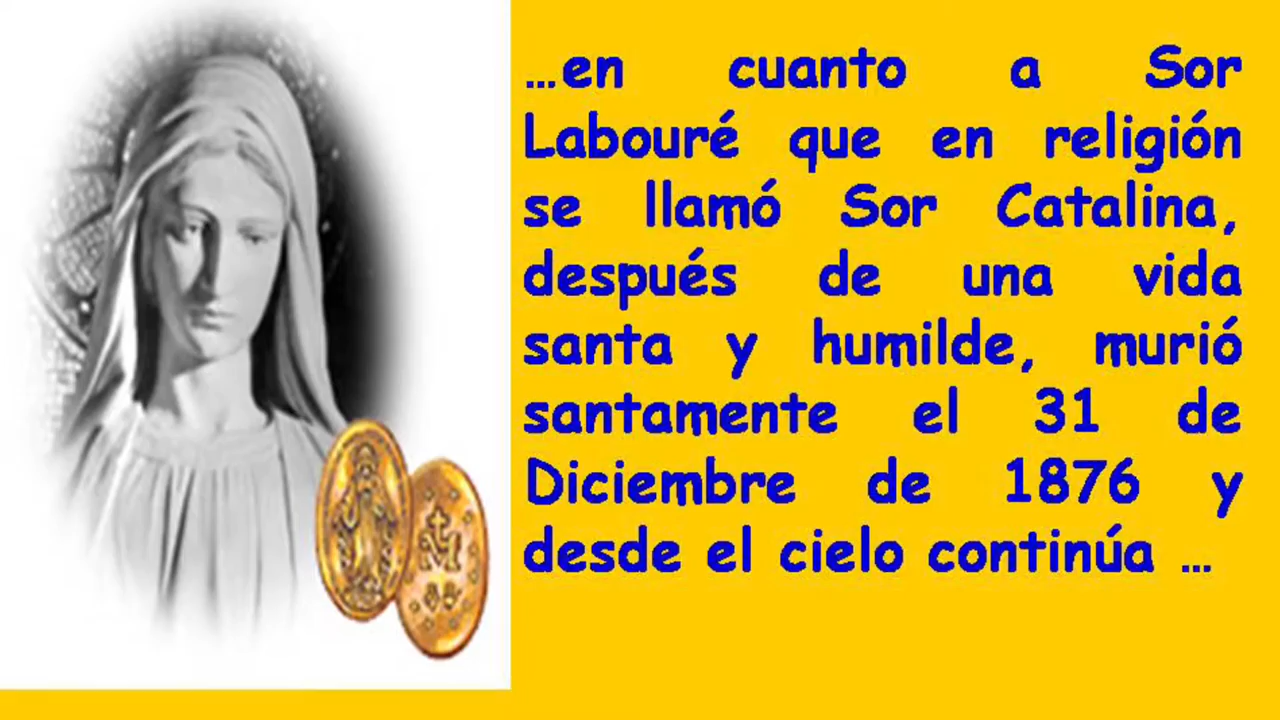 …en cuanto a Sor
Labouré que en religión
se llamó Sor Catalina,
después de una vida
santa y humilde, murió
santamente el 31 de
Diciembre de 1876 y
desde el cielo continúa …
M